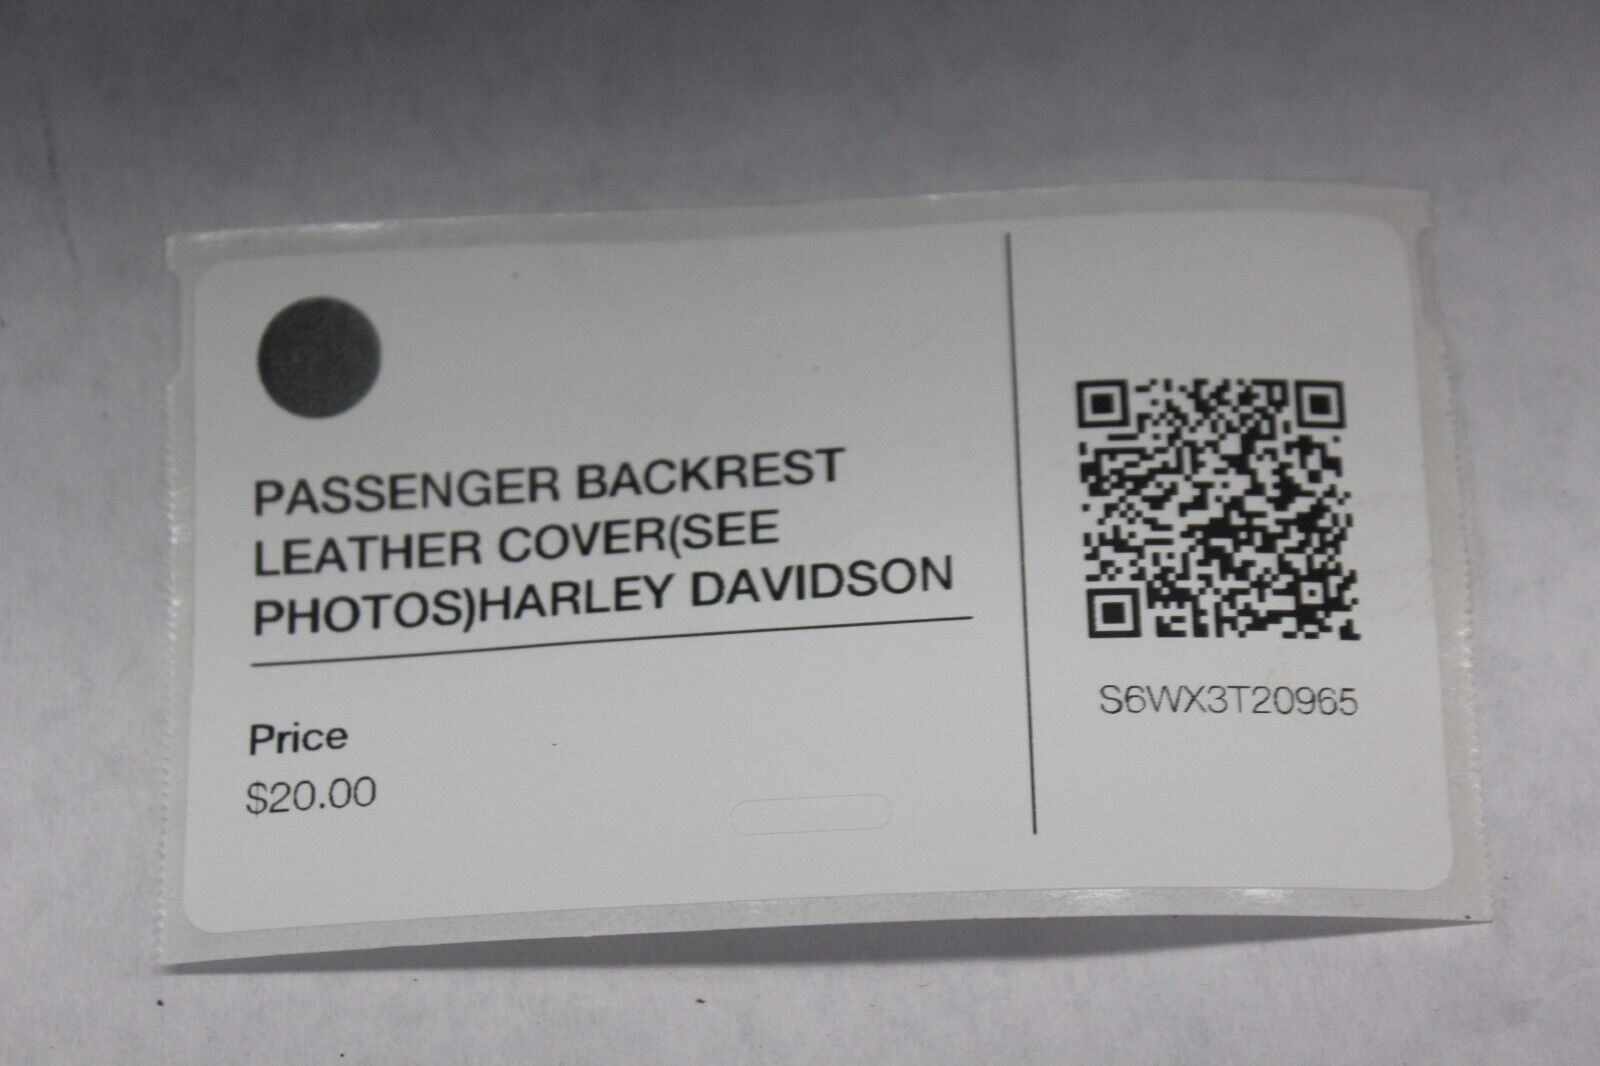 PASSENGER BACKREST
LEATHER COVER(SEE
PHOTOS)HARLEY DAVIDSON
Price
$20.00
S6WX3T20965